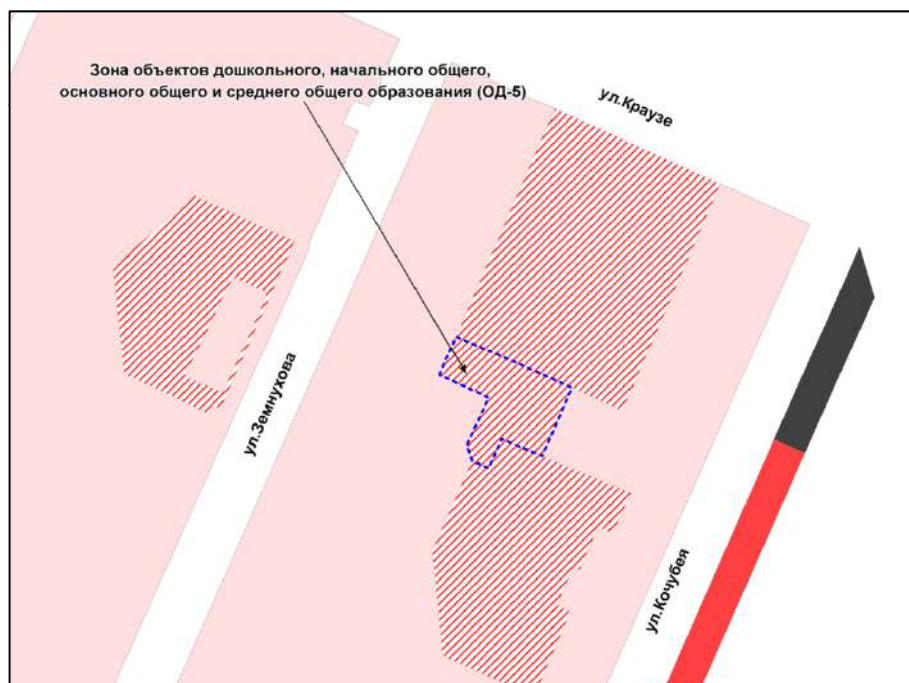 Зона объектов дошкольного, начального общего,
основного общего и среднего общего образования (ОД-5)
ул.Краузе
ул.Земнухова
ул.Кочубея